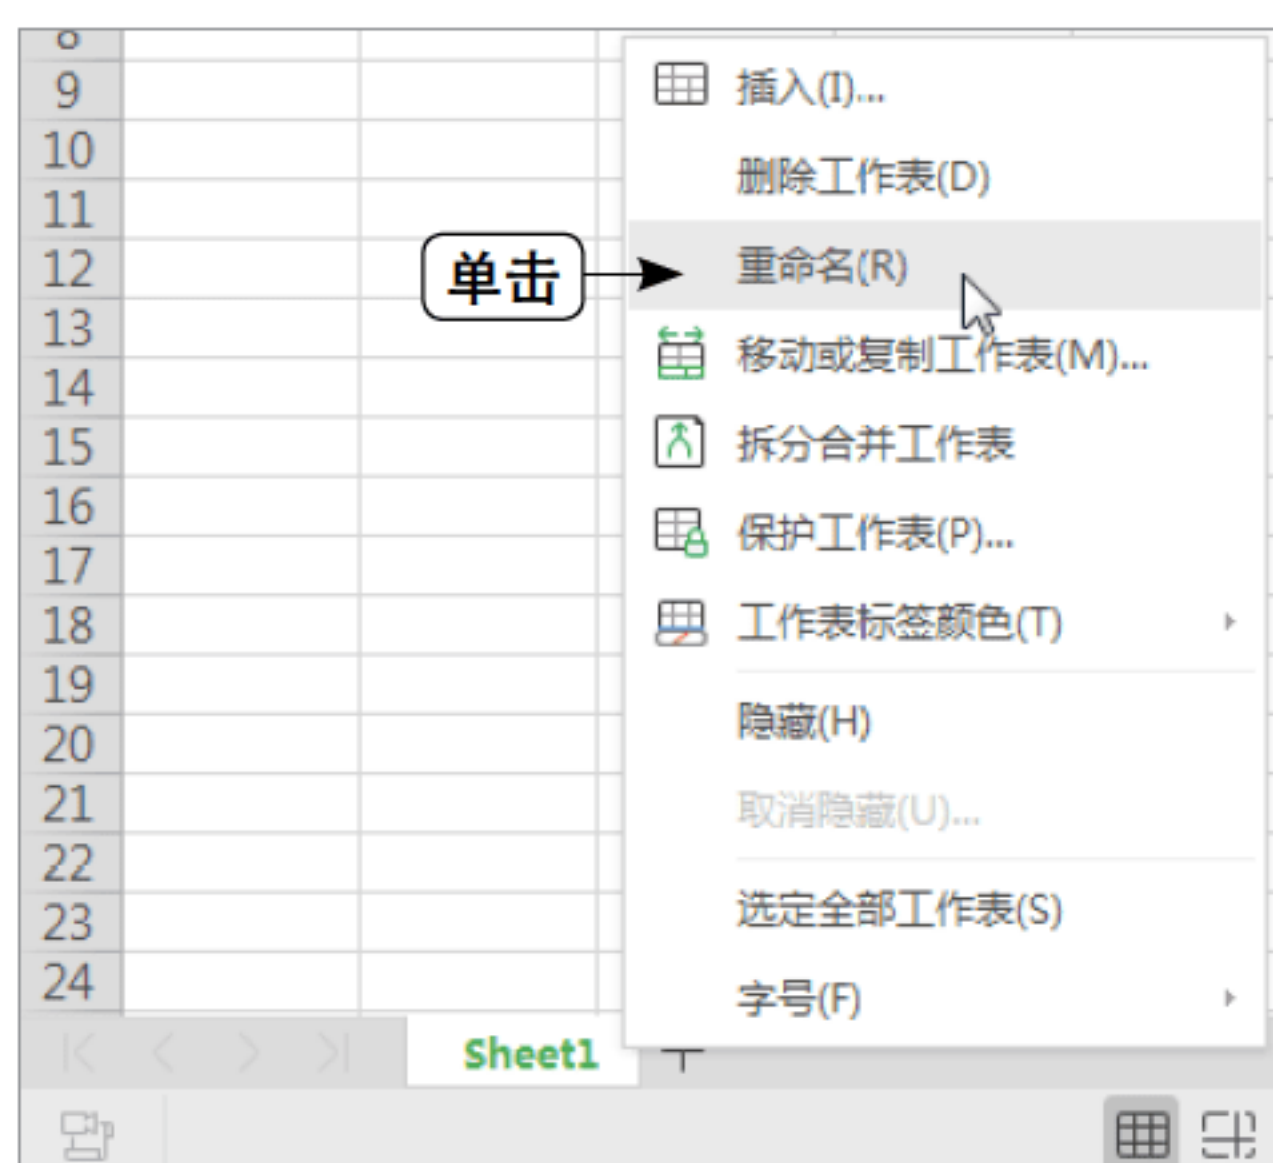 8
9
10
11
12
13
14
15
16
17
18
19
20
21
22
23
24
插入(I)...
删除工作表(D)
单击
重命名(R)
移动或复制工作表(M)...
拆分合并工作表
保护工作表(P)...
工作表标签颜色(T)
隐藏(H)
取消隐藏(U)...
选定全部工作表(S)
字号(F)
Sheet1